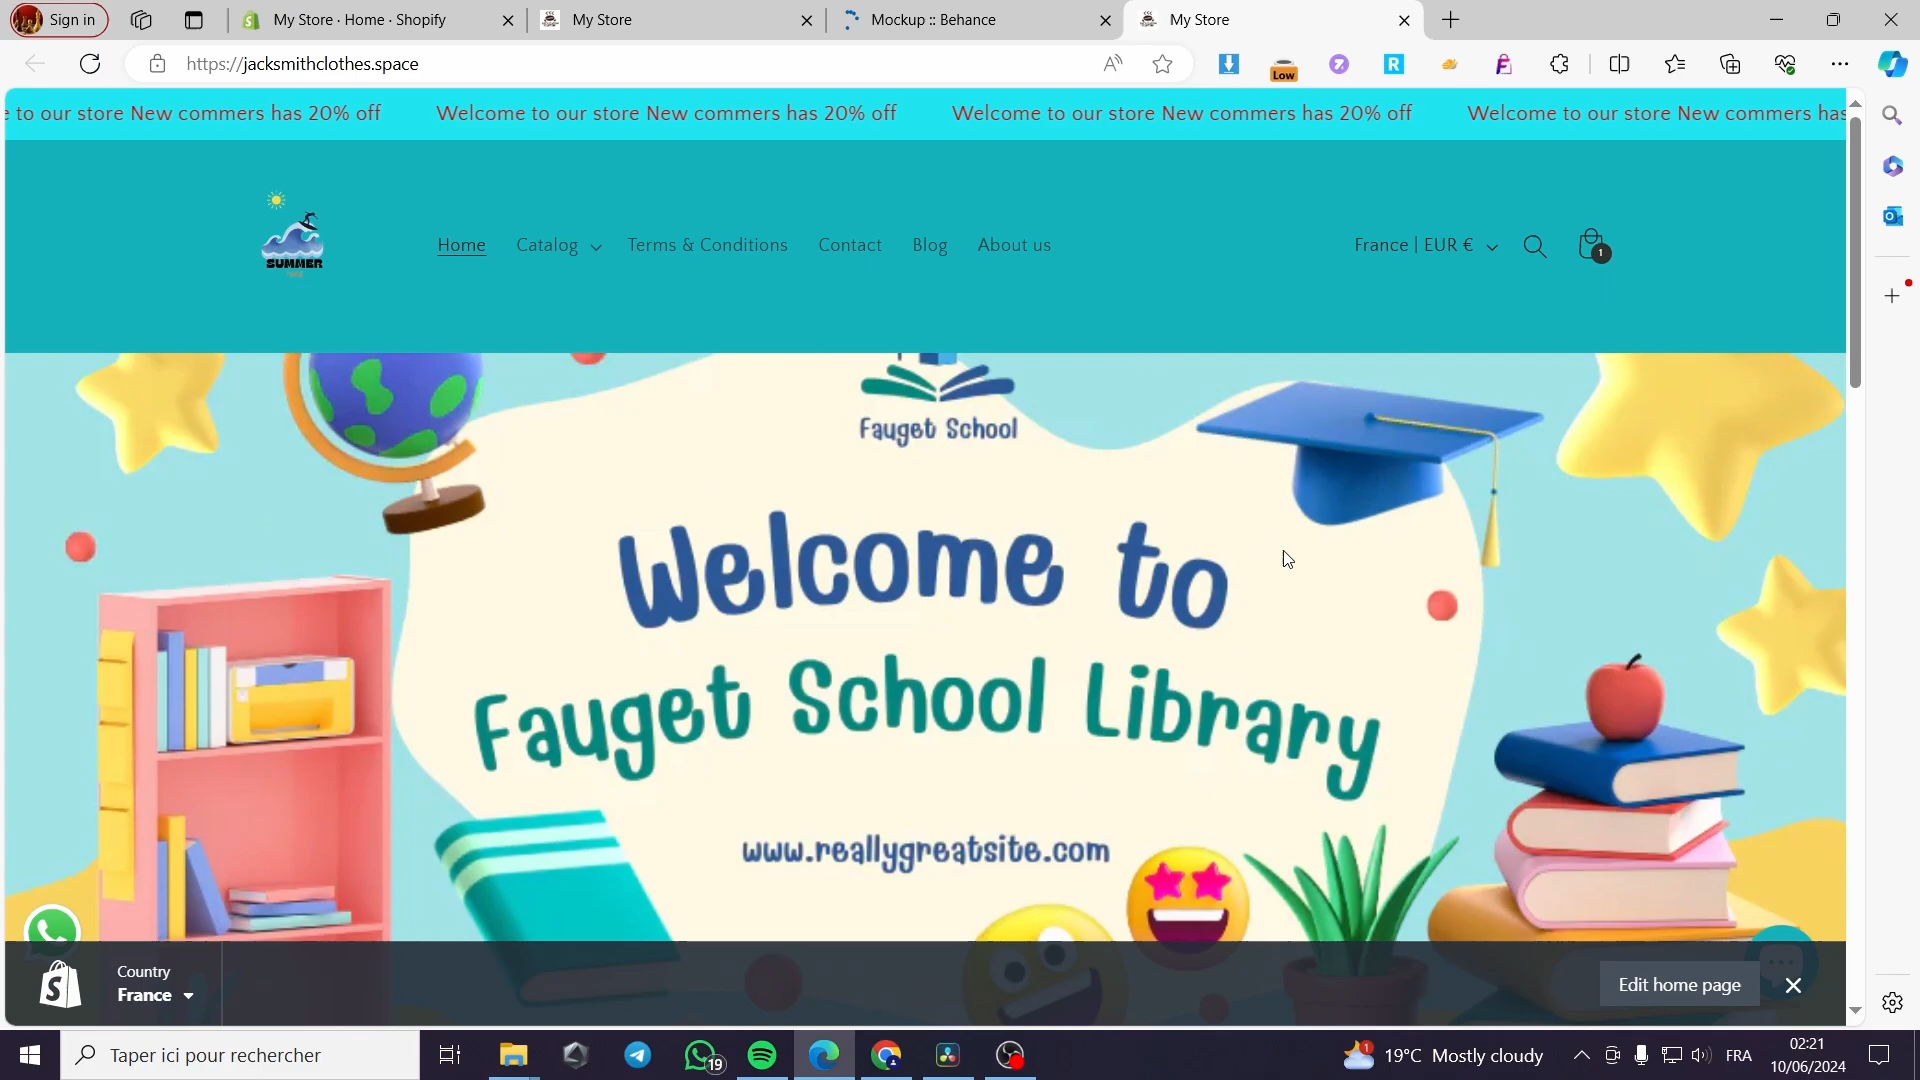 Sign in
My Store · Home · Shopify
My Store
Mockup :: Behance
My Store
https://jacksmithclothes.space
Low
e to our store New commers has 20% off
Welcome to our store New commers has 20% off
Welcome to our store New commers has 20% off
Welcome to our store New commers has
SUMMER
Home
Catalog
Terms & Conditions
Contact
Blog
About us
France | EUR €
1
Fauget School
Welcome to
Fauget School Library
www.reallygreatsite.com
Country
France
Edit home page
Taper ici pour rechercher
19
1
19°C Mostly cloudy
FRA
02:21
10/06/2024